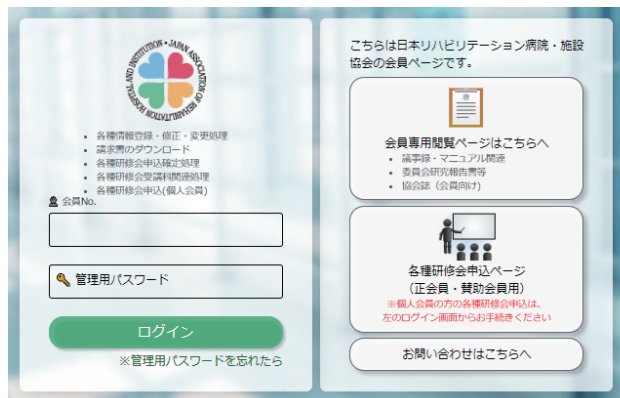 JAPAN ASSOCIATION OF REHABILITATION HOSPITAL AND INSTITUTION
・ 各種情報登録・修正・変更処理
・ 請求書のダウンロード
・ 各種研修会申込確定処理
・ 各種研修会受講料関連処理
・ 各種研修会申込(個人会員)
会員No.
管理用パスワード
ログイン
※管理用パスワードを忘れたら
こちらは日本リハビリテーション病院・施設
協会の会員ページです。
会員専用閲覧ページはこちらへ
・ 議事録・マニュアル関連
・ 委員会研究報告書等
・ 協会誌（会員向け)
各種研修会申込ページ
（正会員・賛助会員用）
※個人会員の方の各種研修会申込は、
左のログイン画面からお手続きください
お問い合わせはこちらへ